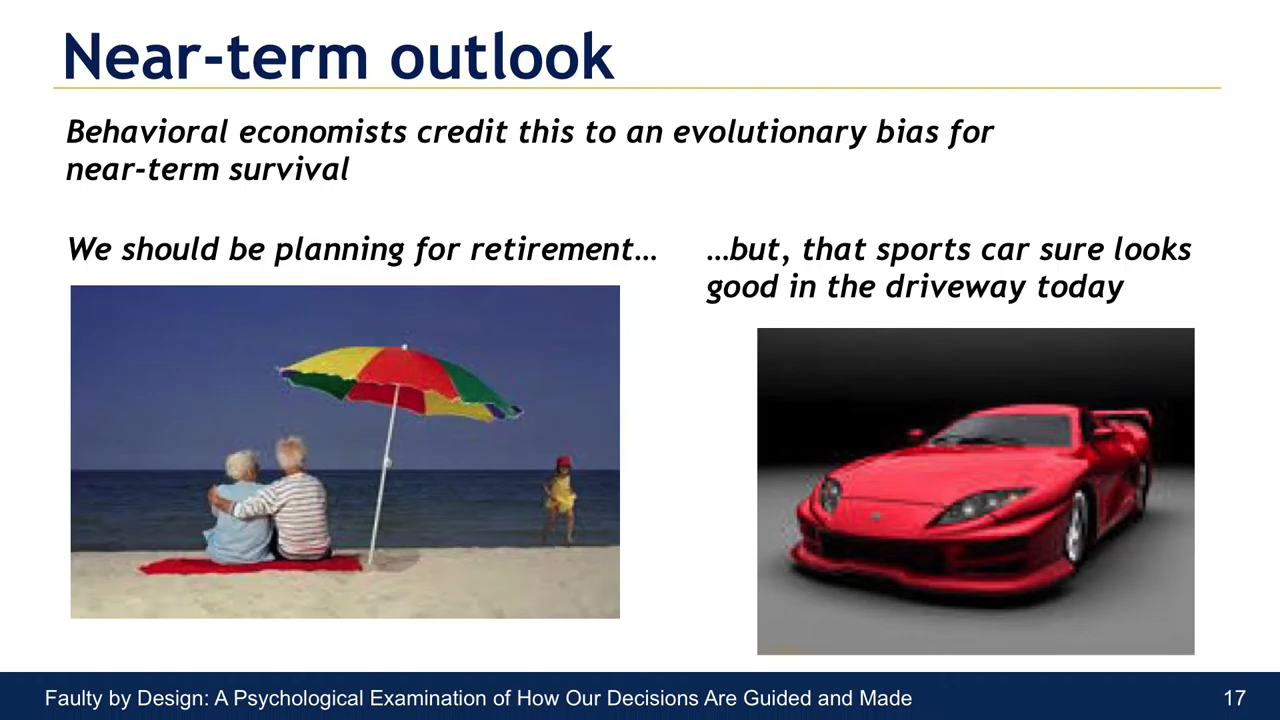 Near-term outlook
Behavioral economists credit this to an evolutionary bias for
near-term survival
We should be planning for retirement…
…but, that sports car sure looks
good in the driveway today
Faulty by Design: A Psychological Examination of How Our Decisions Are Guided and Made
17